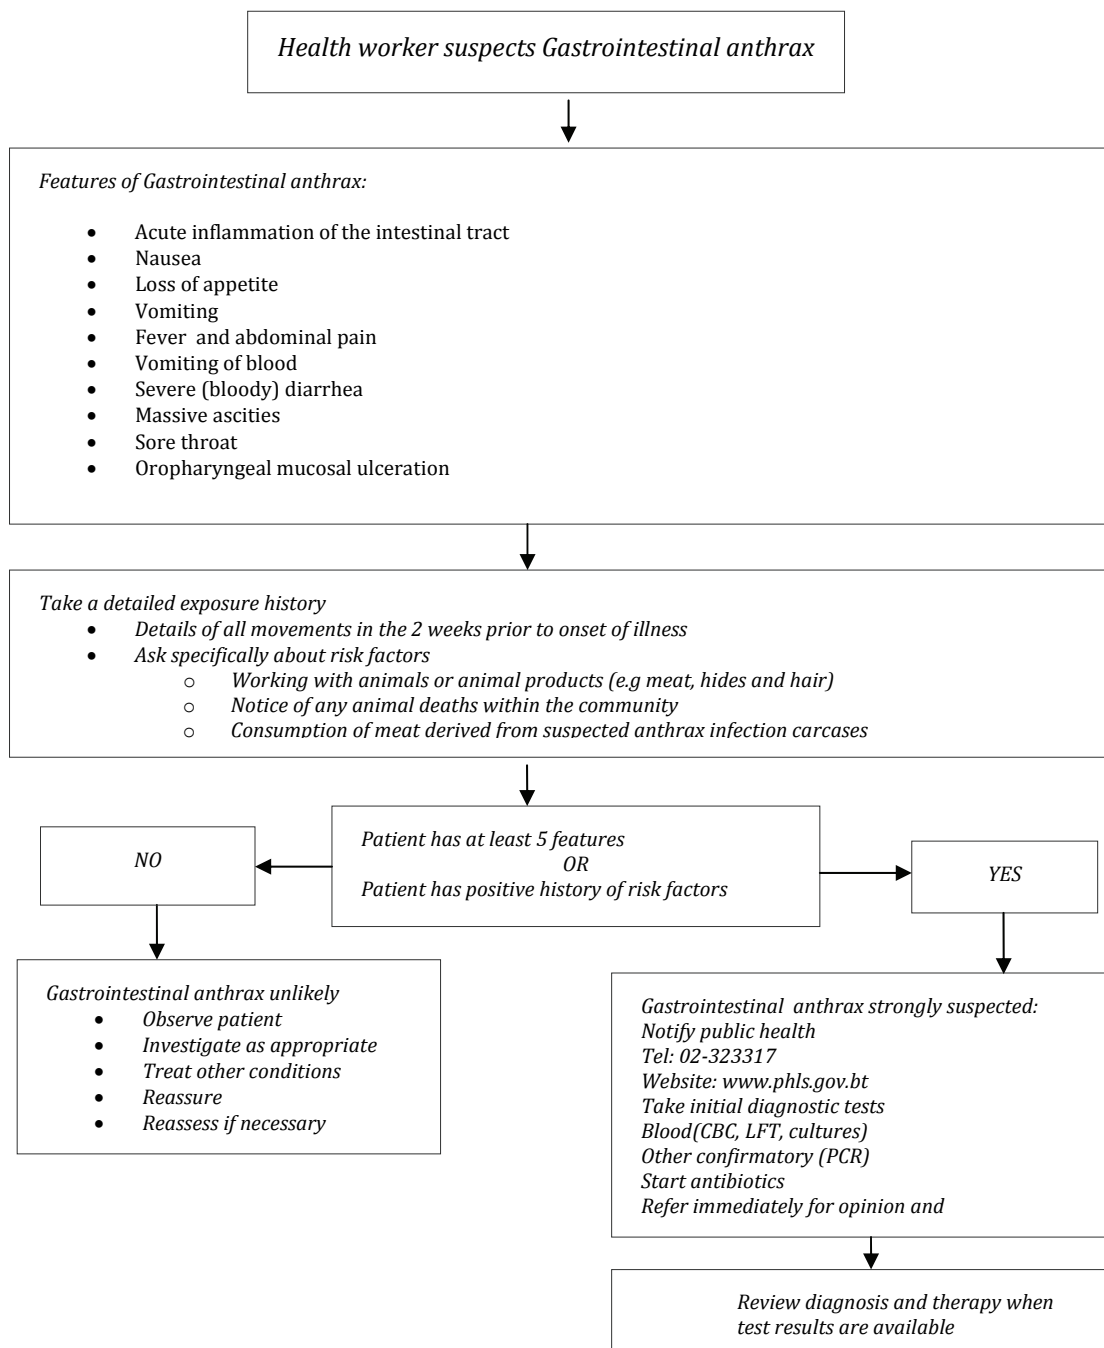 Health worker suspects Gastrointestinal anthrax
Features of Gastrointestinal anthrax:
• Acute inflammation of the intestinal tract
• Nausea
• Loss of appetite
• Vomiting
• Fever and abdominal pain
• Vomiting of blood
• Severe (bloody) diarrhea
• Massive ascities
• Sore throat
• Oropharyngeal mucosal ulceration
Take a detailed exposure history
• Details of all movements in the 2 weeks prior to onset of illness
• Ask specifically about risk factors
o Working with animals or animal products (e.g meat, hides and hair)
o Notice of any animal deaths within the community
o Consumption of meat derived from suspected anthrax infection carcases
Patient has at least 5 features
OR
Patient has positive history of risk factors
NO
YES
Gastrointestinal anthrax unlikely
• Observe patient
• Investigate as appropriate
• Treat other conditions
• Reassure
• Reassess if necessary
Gastrointestinal anthrax strongly suspected:
Notify public health
Tel: 02-323317
Website: www.phls.gov.bt
Take initial diagnostic tests
Blood(CBC, LFT, cultures)
Other confirmatory (PCR)
Start antibiotics
Refer immediately for opinion and
Review diagnosis and therapy when
test results are available